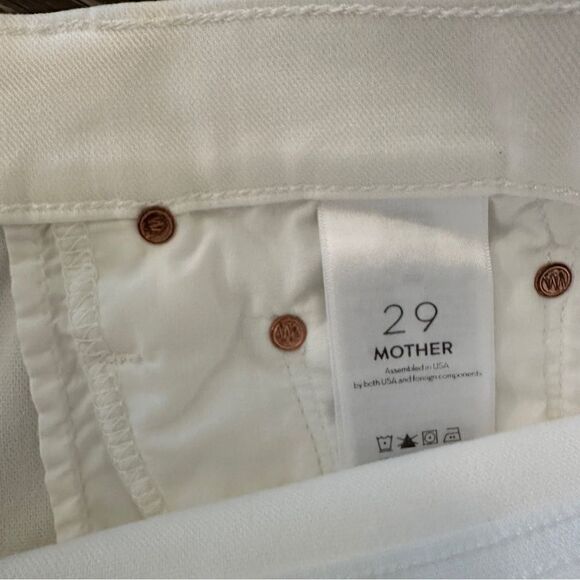 29
MOTHER
Assembled in USA
by both USA and foreign components